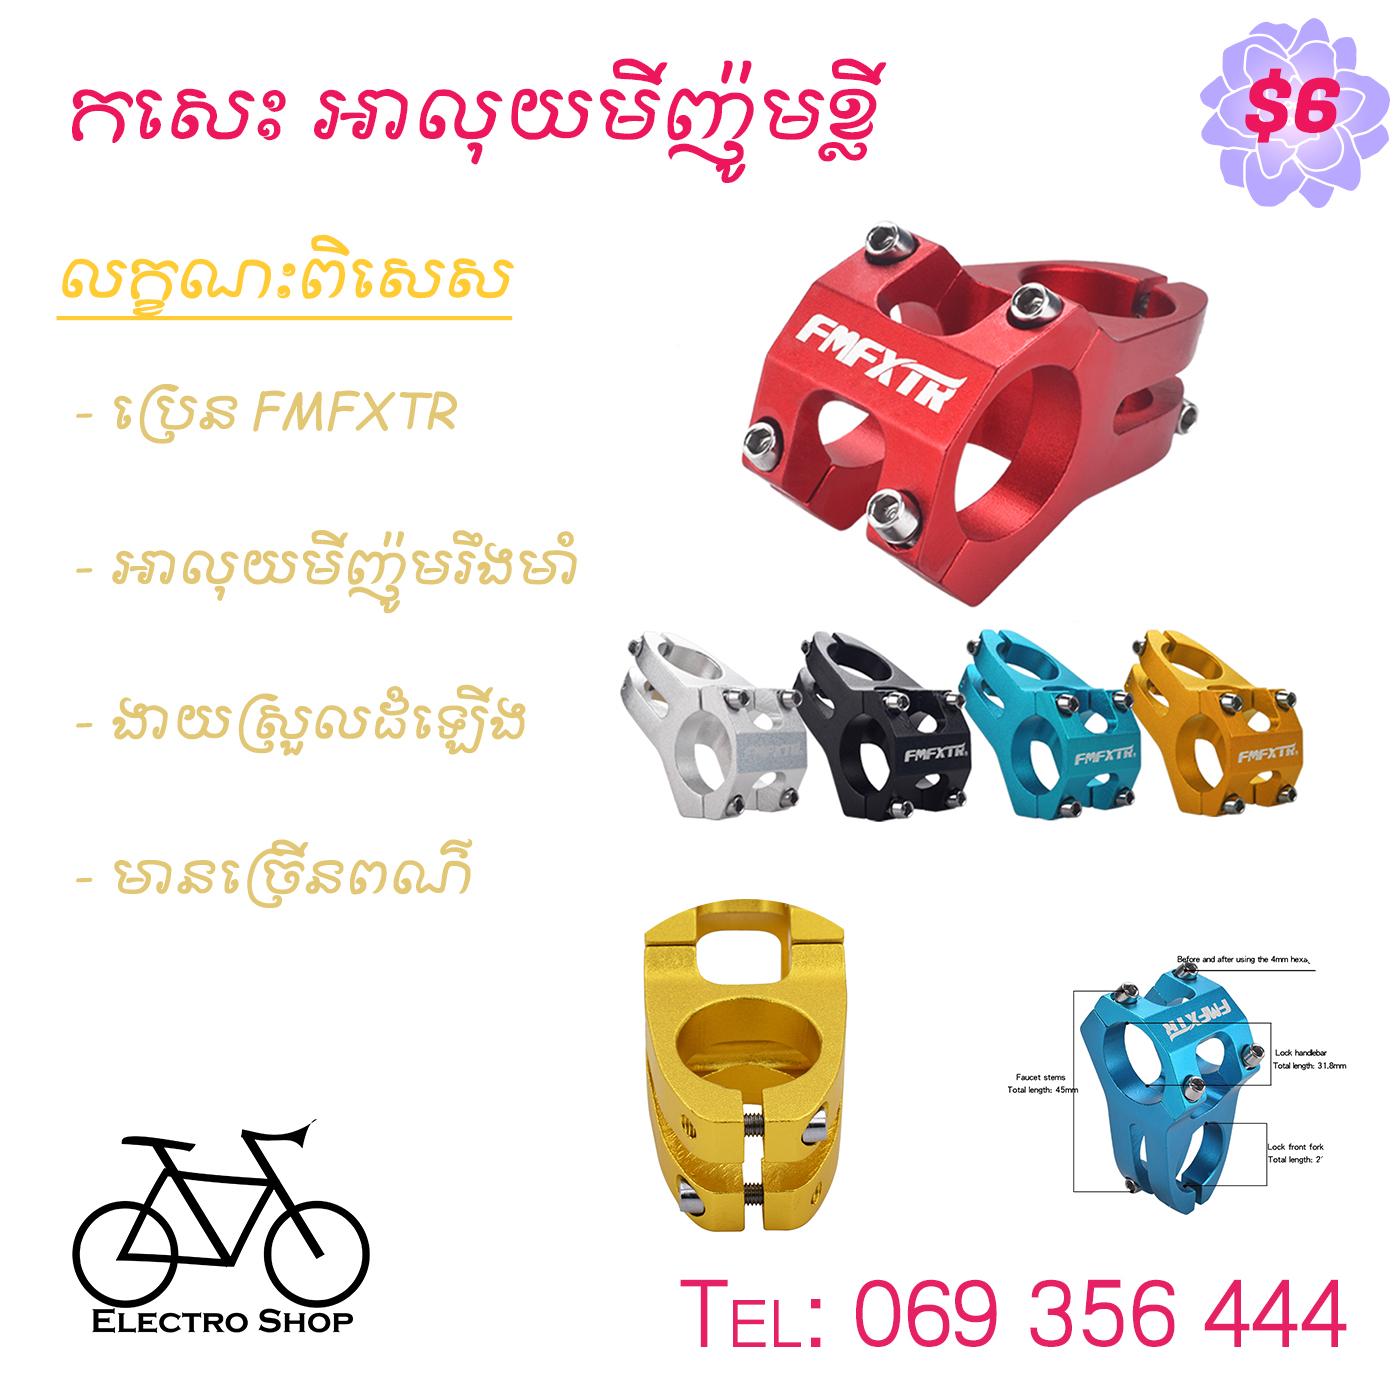 កសេះ អាលុយមីញ៉ូមខ្លី
$6
លក្ខណៈពិសេស
- ប្រេន FMFXTR
- អាលុយមីញ៉ូមរឹងមាំ
- ងាយស្រួលដំឡើង
- មានច្រើនពណ៌
FMFXTR
FMFXTR
FMFXTR
FMFXTR
FMFXTR
Before and after using the 4mm hexa
FMFXTR
Lock handlebar
Total length: 31.8mm
Faucet stems
Total length: 45mm
Lock front fork
Total length: 2'
ELECTRO SHOP
TEL: 069 356 444